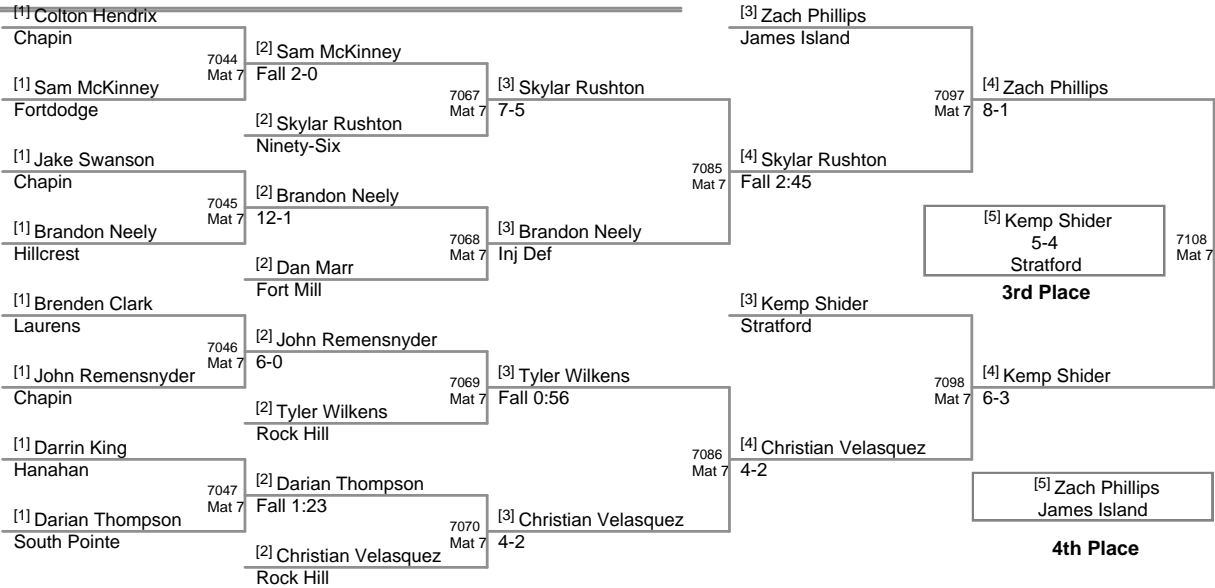 [1] Colton Hendrix
Chapin
7044
Mat 7
[1] Sam McKinney
Fortdodge
[1] Jake Swanson
Chapin
7045
Mat 7
[1] Brandon Neely
Hillcrest
[1] Brenden Clark
Laurens
7046
Mat 7
[1] John Remensnyder
Chapin
[1] Darrin King
Hanahan
7047
Mat 7
[1] Darian Thompson
South Pointe
[2] Sam McKinney
Fall 2-0
7067
Mat 7
[2] Skylar Rushton
Ninety-Six
[2] Brandon Neely
12-1
7068
Mat 7
[2] Dan Marr
Fort Mill
[2] John Remensnyder
6-0
7069
Mat 7
[2] Tyler Wilkens
Rock Hill
[2] Darian Thompson
Fall 1:23
7070
Mat 7
[2] Christian Velasquez
Rock Hill
[3] Skylar Rushton
7-5
7085
Mat 7
[3] Brandon Neely
Inj Def
[3] Tyler Wilkens
Fall 0:56
7086
Mat 7
[3] Christian Velasquez
4-2
[3] Zach Phillips
James Island
7097
Mat 7
[4] Skylar Rushton
Fall 2:45
[3] Kemp Shider
Stratford
7098
Mat 7
[4] Christian Velasquez
4-2
[4] Zach Phillips
8-1
7108
Mat 7
[4] Kemp Shider
6-3
[5] Kemp Shider
5-4
Stratford
3rd Place
[5] Zach Phillips
James Island
4th Place